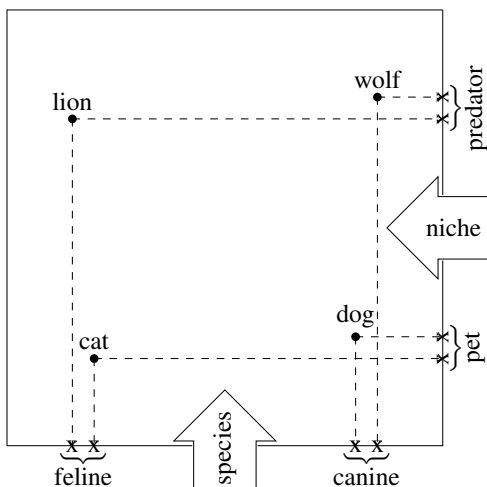 wolf
lion
predator
niche
dog
cat
pet
x x x x
species
feline
canine